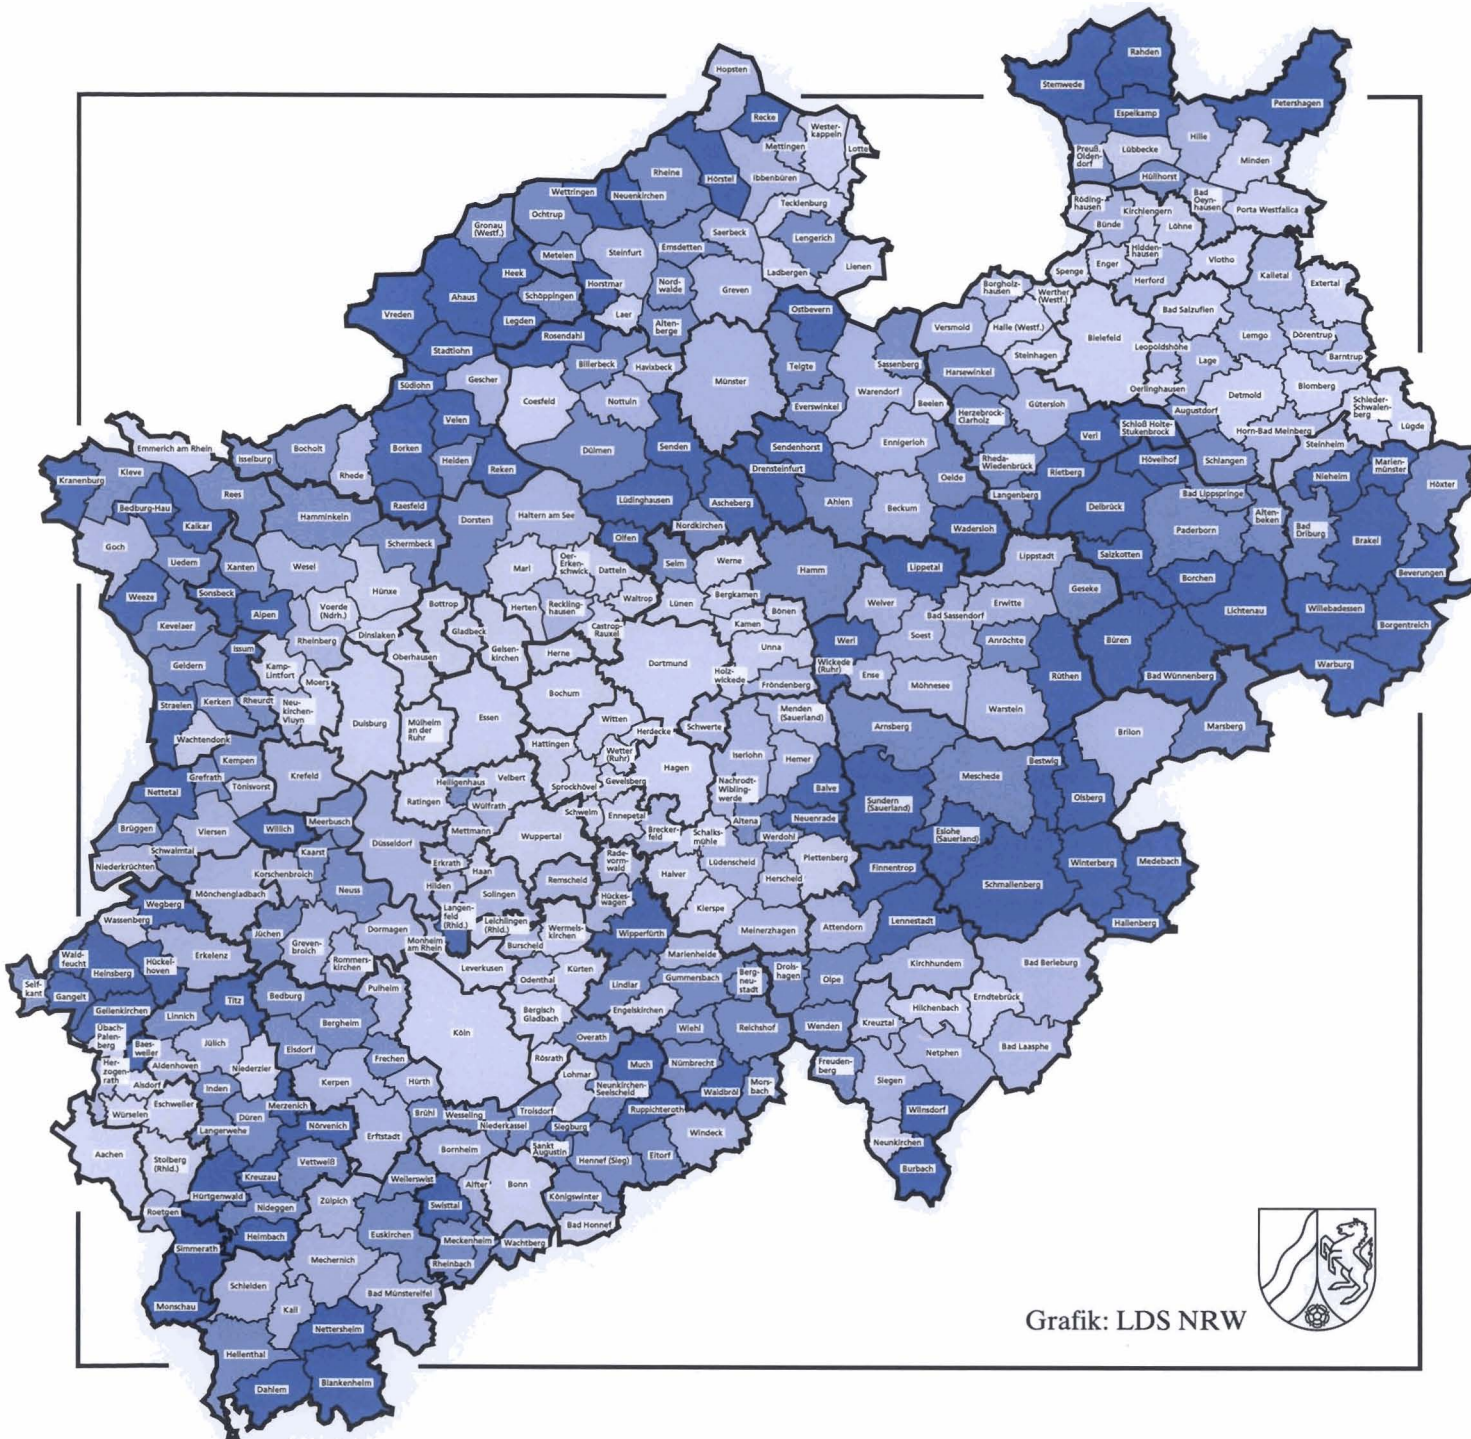 Hopsten
Rahden
Stemwede
Petershagen
Espelkamp
Recke
Wester-
kappeln
Mettingen
Lotte
Hille
Preuß.
Olden-
dorf
Lübbecke
Minden
Hüllhorst
Rheine
Hörstel
Ibbenbüren
Wettringen
Neuenkirchen
Tecklenburg
Röding-
hausen
Kirchlengern
Bad
Oeyn-
hausen
Porta Westfalica
Ochtrup
Gronau
(Westf.)
Saerbeck
Lengerich
Bünde
Löhne
Metelen
Steinfurt
Emsdetten
Ladbergen
Lienen
Hidden-
hausen
Enger
Vlotho
Spenge
Herford
Kalletal
Extertal
Heek
Horstmar
Nord-
walde
Greven
Borgholz-
hausen
Werther
(Westf.)
Ahaus
Schöppingen
Laer
Alten-
berge
Ostbevern
Bad Salzuflen
Vreden
Legden
Rosendahl
Versmold
Halle (Westf.)
Bielefeld
Leopoldshöhe
Lemgo
Dörentrup
Stadtlohn
Billerbeck
Havixbeck
Telgte
Sassenberg
Steinhagen
Lage
Barntrup
Südlohn
Gescher
Münster
Harsewinkel
Oerlinghausen
Blomberg
Coesfeld
Nottuln
Everswinkel
Warendorf
Beelen
Gütersloh
Detmold
Schieder-
Schwalen-
berg
Herzebrock-
Clarholz
Augustdorf
Lügde
Velen
Schloß Holte-
Stukenbrock
Horn-Bad Meinberg
Emmerich am Rhein
Bocholt
Borken
Heiden
Dülmen
Senden
Sendenhorst
Ennigerloh
Verl
Steinheim
Isselburg
Rhede
Reken
Drensteinfurt
Rheda-
Wiedenbrück
Rietberg
Hövelhof
Schlangen
Marien-
münster
Kranenburg
Kleve
Nieheim
Höxter
Rees
Raesfeld
Lüdinghausen
Ascheberg
Ahlen
Oelde
Langenberg
Bad Lippspringe
Bedburg-Hau
Beckum
Delbrück
Alten-
beken
Bad
Driburg
Kalkar
Hamminkeln
Dorsten
Haltern am See
Nordkirchen
Wadersloh
Paderborn
Brakel
Goch
Schermbeck
Olfen
Uedem
Xanten
Wesel
Marl
Oer-
Erken-
schwick
Datteln
Selm
Werne
Hamm
Lippetal
Lippstadt
Salzkotten
Borchen
Beverungen
Weeze
Sonsbeck
Hünxe
Waltrop
Bergkamen
Geseke
Lichtenau
Willebadessen
Alpen
Voerde
(Ndrh.)
Bottrop
Herten
Reckling-
hausen
Lünen
Bönen
Welver
Bad Sassendorf
Erwitte
Kevelaer
Castrop-
Rauxel
Kamen
Borgentreich
Rheinberg
Dinslaken
Gladbeck
Soest
Anröchte
Büren
Issum
Oberhausen
Gelsen-
kirchen
Herne
Dortmund
Unna
Werl
Geldern
Kamp-
Lintfort
Holz-
wickede
Wickede
(Ruhr)
Ense
Rüthen
Bad Wünnenberg
Warburg
Moers
Fröndenberg
Möhnesee
Straelen
Kerken
Rheurdt
Neu-
kirchen-
Vluyn
Bochum
Menden
(Sauerland)
Warstein
Duisburg
Mülheim
an der
Ruhr
Essen
Witten
Herdecke
Schwerte
Arnsberg
Brilon
Marsberg
Wachtendonk
Hattingen
Wetter
(Ruhr)
Iserlohn
Hemer
Kempen
Bestwig
Grefrath
Tönisvorst
Krefeld
Heiligenhaus
Velbert
Sprockhövel
Gevelsberg
Hagen
Nachrodt-
Wibling-
werde
Balve
Meschede
Nettetal
Ratingen
Wülfrath
Sundern
(Sauerland)
Olsberg
Schwelm
Ennepetal
Altena
Neuenrade
Brüggen
Viersen
Willich
Meerbusch
Mettmann
Wuppertal
Brecker-
feld
Schalks-
mühle
Werdohl
Eslohe
(Sauerland)
Schwalmtal
Kaarst
Düsseldorf
Niederkrüchten
Korschenbroich
Erkrath
Haan
Rade-
vorm-
wald
Lüdenscheid
Plettenberg
Finnentrop
Winterberg
Medebach
Mönchengladbach
Neuss
Hilden
Solingen
Remscheid
Halver
Herscheid
Schmallenberg
Wegberg
Langen-
feld
(Rhld.)
Leichlingen
(Rhld.)
Hückes-
wagen
Kierspe
Lennestadt
Hallenberg
Wassenberg
Jüchen
Grevenbroich
Dormagen
Monheim
am Rhein
Burscheid
Wermels-
kirchen
Wipperfürth
Meinerzhagen
Attendorn
Wald-
feucht
Hückel-
hoven
Erkelenz
Rommers-
kirchen
Leverkusen
Marienheide
Kirchhundem
Bad Berleburg
Heinsberg
Self-
kant
Gangelt
Pulheim
Odenthal
Kürten
Lindlar
Gummersbach
Berg-
neu-
stadt
Drols-
hagen
Olpe
Titz
Bedburg
Hilchenbach
Erndtebrück
Geilenkirchen
Linnich
Bergheim
Köln
Bergisch
Gladbach
Engelskirchen
Wiehl
Reichshof
Wenden
Kreuztal
Übach-
Palen-
berg
Baes-
weiler
Jülich
Elsdorf
Overath
Bad Laasphe
Aldenhoven
Niederzier
Frechen
Rösrath
Much
Nümbrecht
Freuden-
berg
Netphen
Her-
zogen-
rath
Alsdorf
Inden
Kerpen
Hürth
Lohmar
Neunkirchen-
Seelscheid
Waldbröl
Mors-
bach
Siegen
Eschweiler
Merzenich
Würselen
Düren
Brühl
Wesseling
Troisdorf
Ruppichteroth
Wilnsdorf
Langerwehe
Nörvenich
Erftstadt
Niederkassel
Siegburg
Windeck
Aachen
Stolberg
(Rhld.)
Bornheim
Sankt
Augustin
Hennef (Sieg)
Eitorf
Neunkirchen
Kreuzau
Vettweiß
Weilerswist
Alfter
Bonn
Burbach
Hürtgenwald
Zülpich
Swisttal
Königswinter
Roetgen
Nideggen
Bad Honnef
Simmerath
Heimbach
Euskirchen
Meckenheim
Wachtberg
Mechernich
Rheinbach
Schleiden
Monschau
Kall
Bad Münstereifel
Nettersheim
Hellenthal
Dahlem
Blankenheim
Grafik: LDS NRW